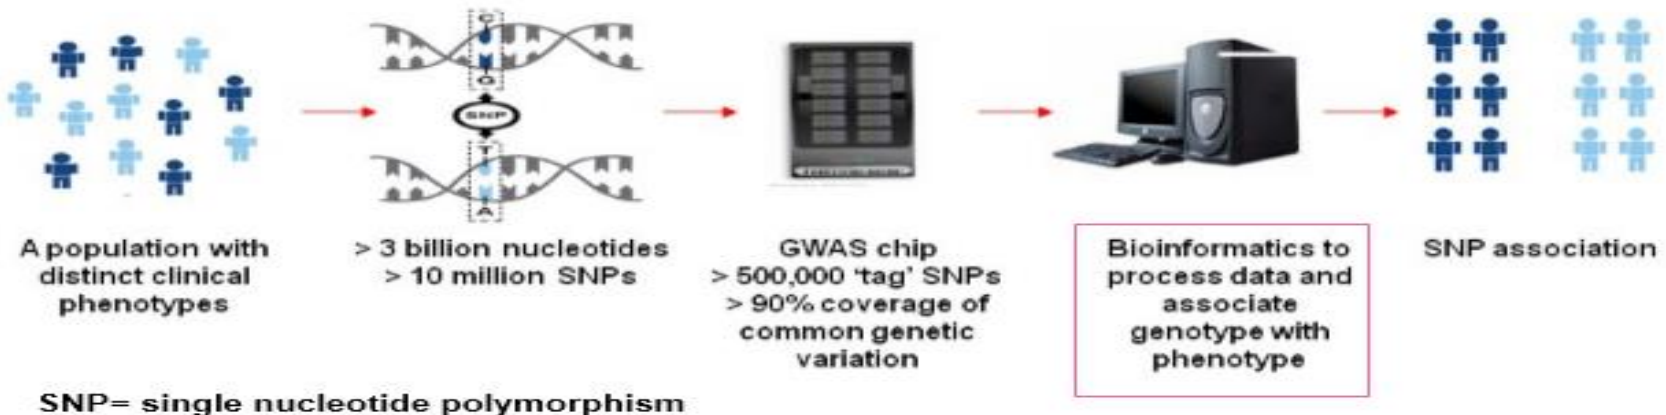 C
G
SNP
T
A
A population with
distinct clinical
phenotypes
> 3 billion nucleotides
> 10 million SNPs
GWAS chip
> 500,000 ‘tag’ SNPs
> 90% coverage of
common genetic
variation
Bioinformatics to
process data and
associate
genotype with
phenotype
SNP association
SNP= single nucleotide polymorphism